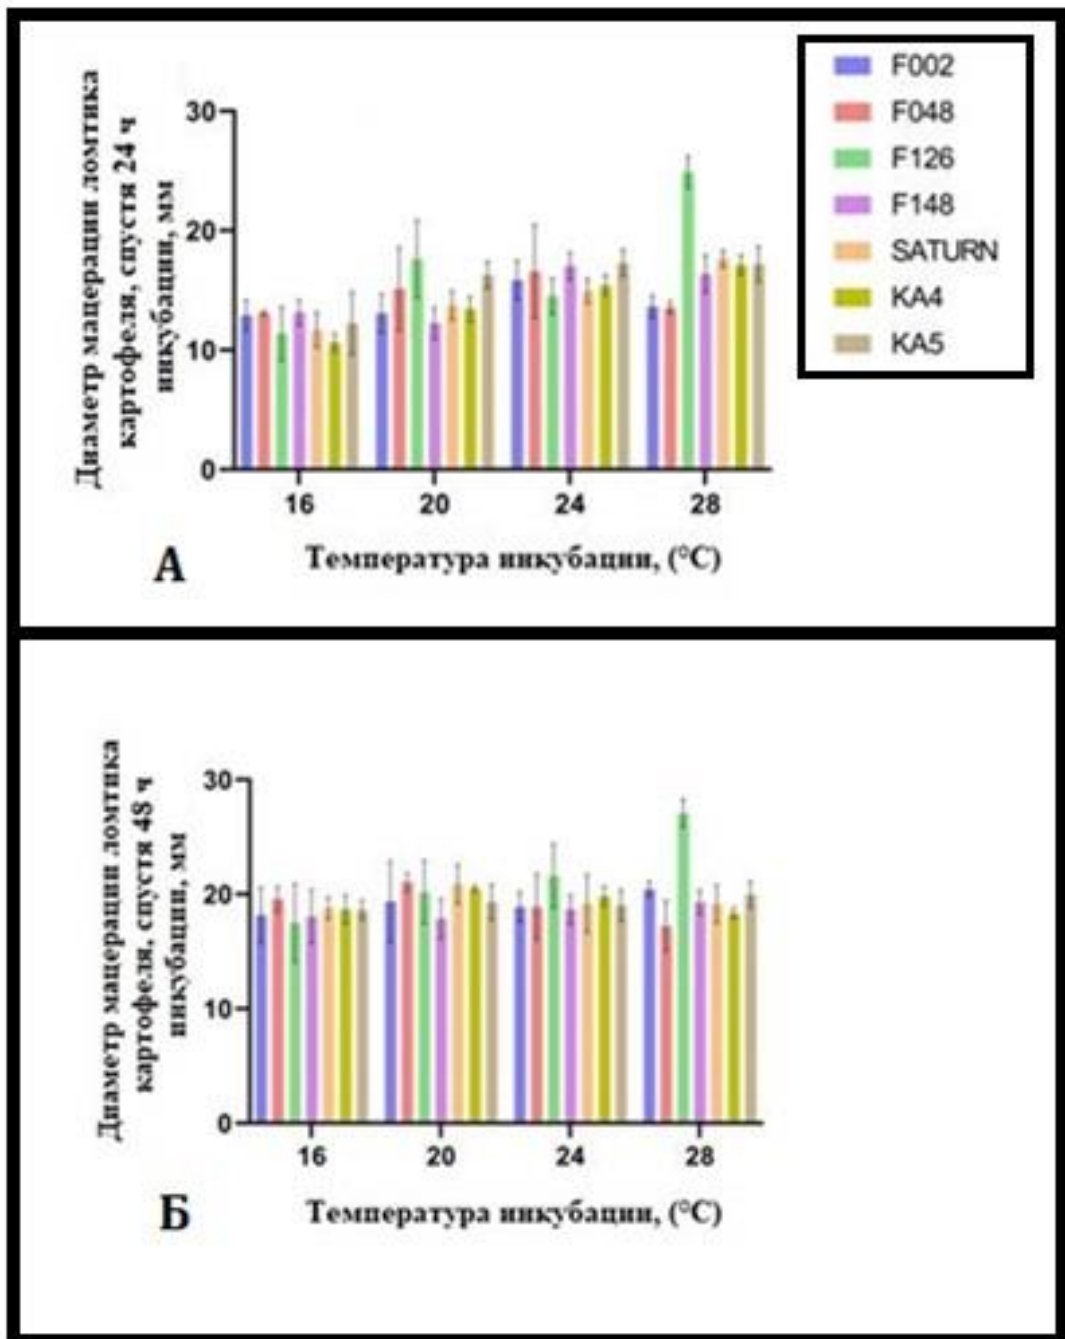 Диаметр мацерации ломтика
картофеля, спустя 24 ч
инкубации, мм
30
20
10
0
16 20 24 28
Температура инкубации, (°C)
А
F002
F048
F126
F148
SATURN
KA4
KA5
Диаметр мацерации ломтика
картофеля, спустя 48 ч
инкубации, мм
30
20
10
0
16 20 24 28
Температура инкубации, (°C)
Б